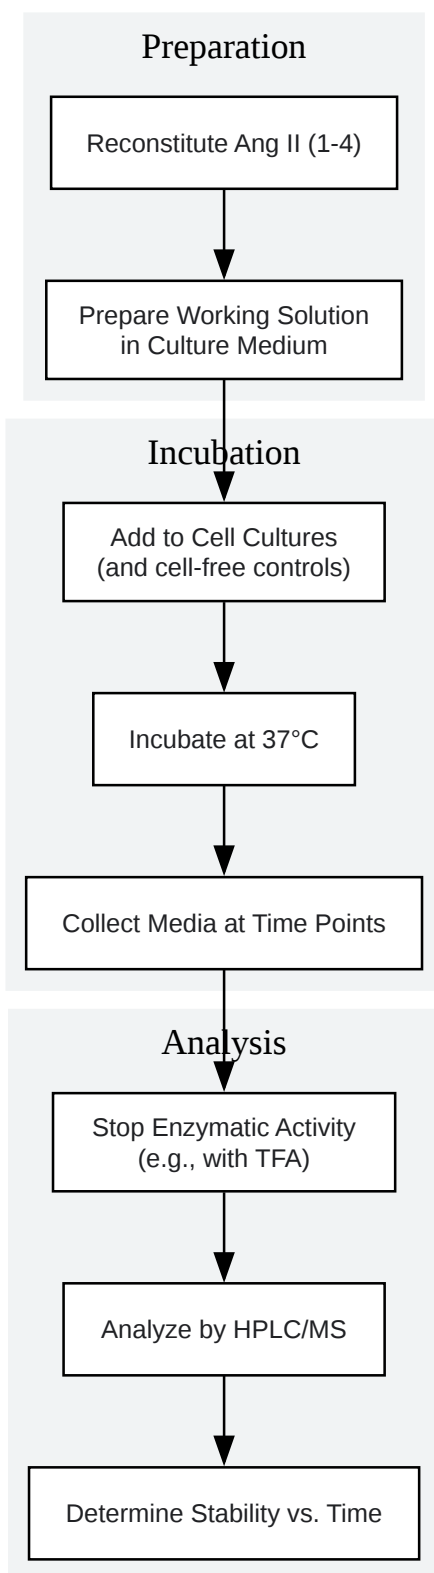 Preparation
Reconstitute Ang II (1-4)
Prepare Working Solution
in Culture Medium
Incubation
Add to Cell Cultures
(and cell-free controls)
Incubate at 37°C
Collect Media at Time Points
Analysis
Stop Enzymatic Activity
(e.g., with TFA)
Analyze by HPLC/MS
Determine Stability vs. Time